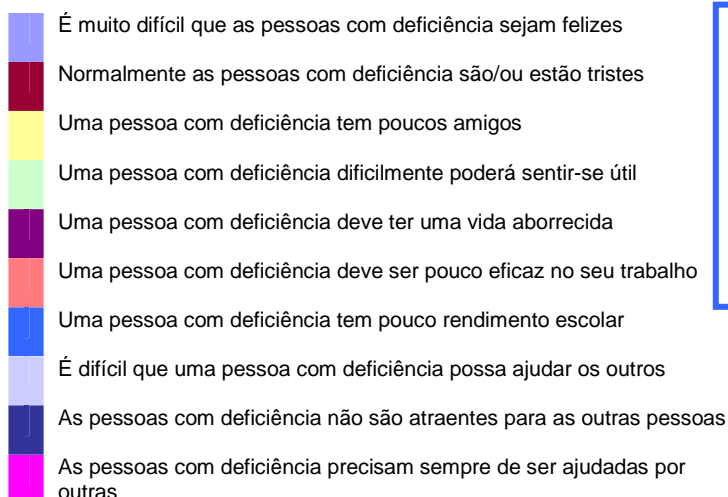 É muito difícil que as pessoas com deficiência sejam felizes
Normalmente as pessoas com deficiência são/ou estão tristes
Uma pessoa com deficiência tem poucos amigos
Uma pessoa com deficiência dificilmente poderá sentir-se útil
Uma pessoa com deficiência deve ter uma vida aborrecida
Uma pessoa com deficiência deve ser pouco eficaz no seu trabalho
Uma pessoa com deficiência tem pouco rendimento escolar
É difícil que uma pessoa com deficiência possa ajudar os outros
As pessoas com deficiência não são atraentes para as outras pessoas
As pessoas com deficiência precisam sempre de ser ajudadas por
outras